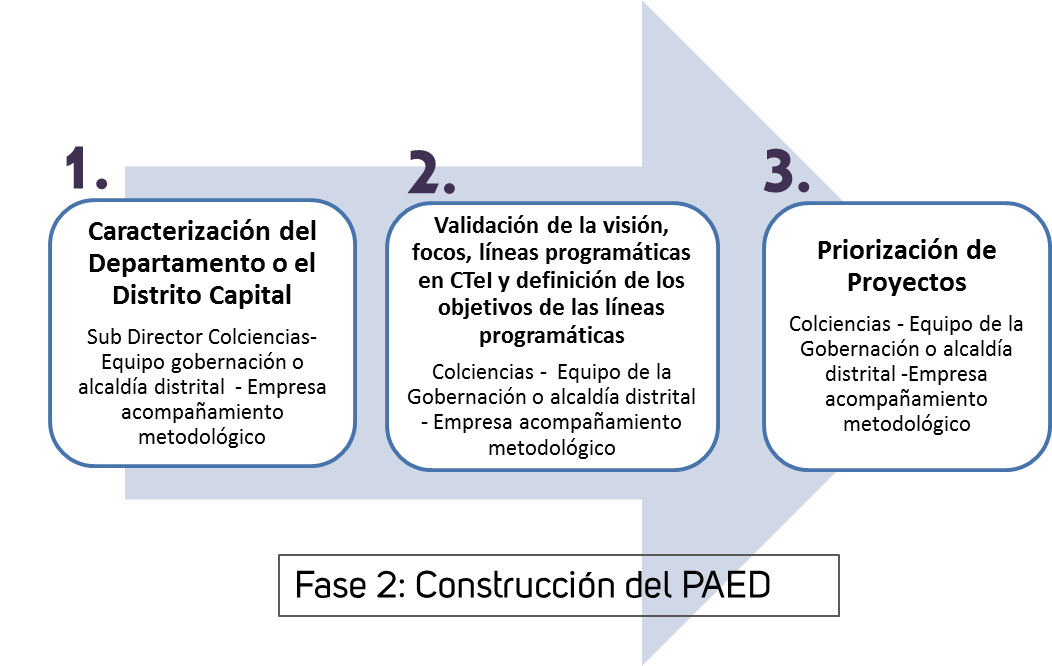 1.
Caracterización del
Departamento o el
Distrito Capital
Sub Director Colciencias-
Equipo gobernación o
alcaldía distrital - Empresa
acompañamiento
metodológico
2.
Validación de la visión,
focos, líneas programáticas
en CTeI y definición de los
objetivos de las líneas
programáticas
Colciencias - Equipo de la
Gobernación o alcaldía distrital
- Empresa acompañamiento
metodológico
3.
Priorización de
Proyectos
Colciencias - Equipo de la
Gobernación o alcaldía
distrital -Empresa
acompañamiento
metodológico
Fase 2: Construcción del PAED